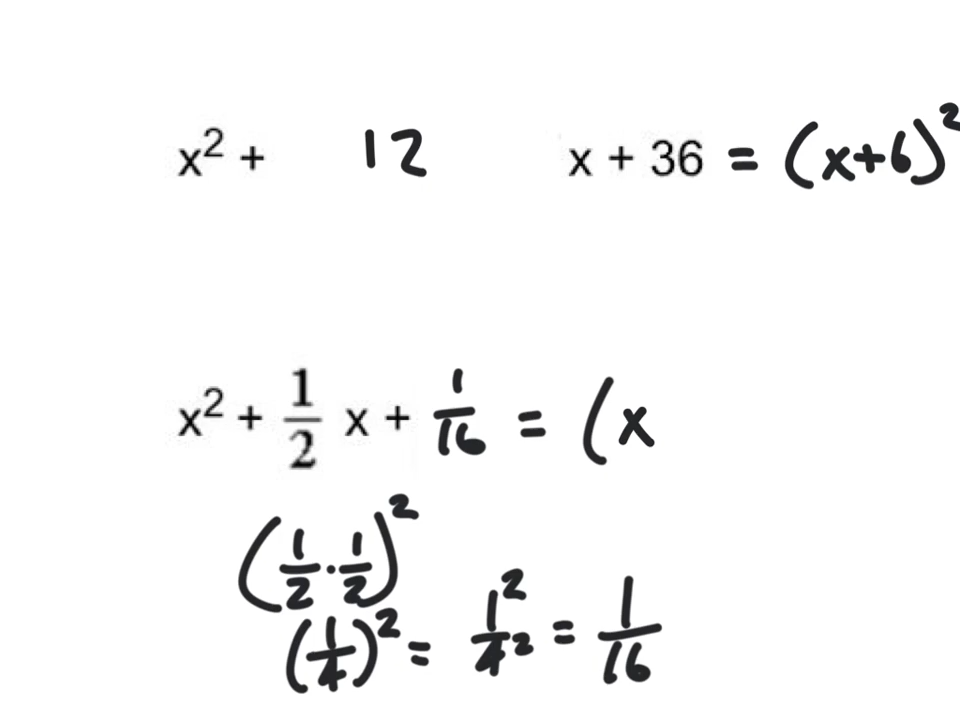 x² + 12 x + 36 = (x+6)²
x² + 1/2 x + 1/16 = (x
(1/2 · 1/2)²
(1/4)² = 1²/4² = 1/16